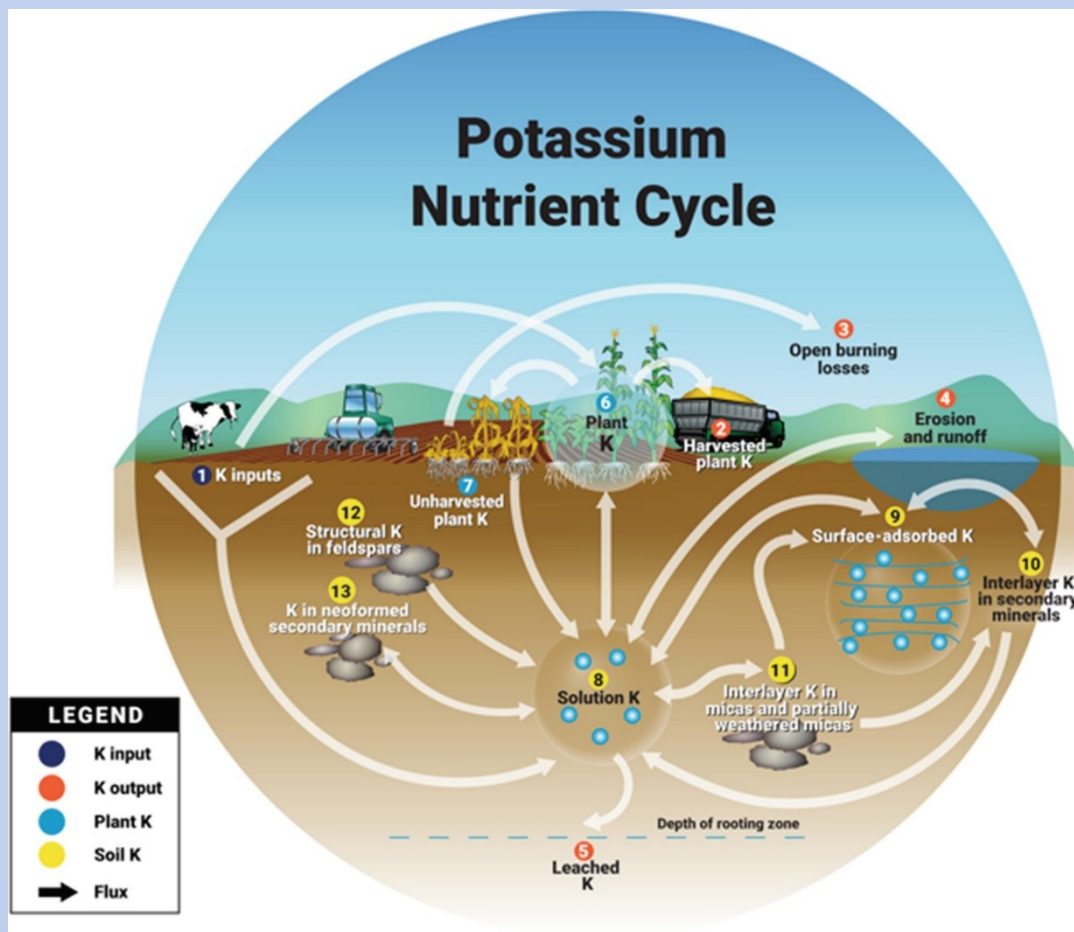 Potassium
Nutrient Cycle
3
Open burning
losses
4
Erosion
and runoff
6
Plant
K
2
Harvested
plant K
1 K inputs
7
Unharvested
plant K
12
Structural K
in feldspars
13
K in neoformed
secondary minerals
9
Surface-adsorbed K
10
Interlayer K
in secondary
minerals
8
Solution K
11
Interlayer K in
micas and partially
weathered micas
Depth of rooting zone
5
Leached
K
LEGEND
K input
K output
Plant K
Soil K
Flux